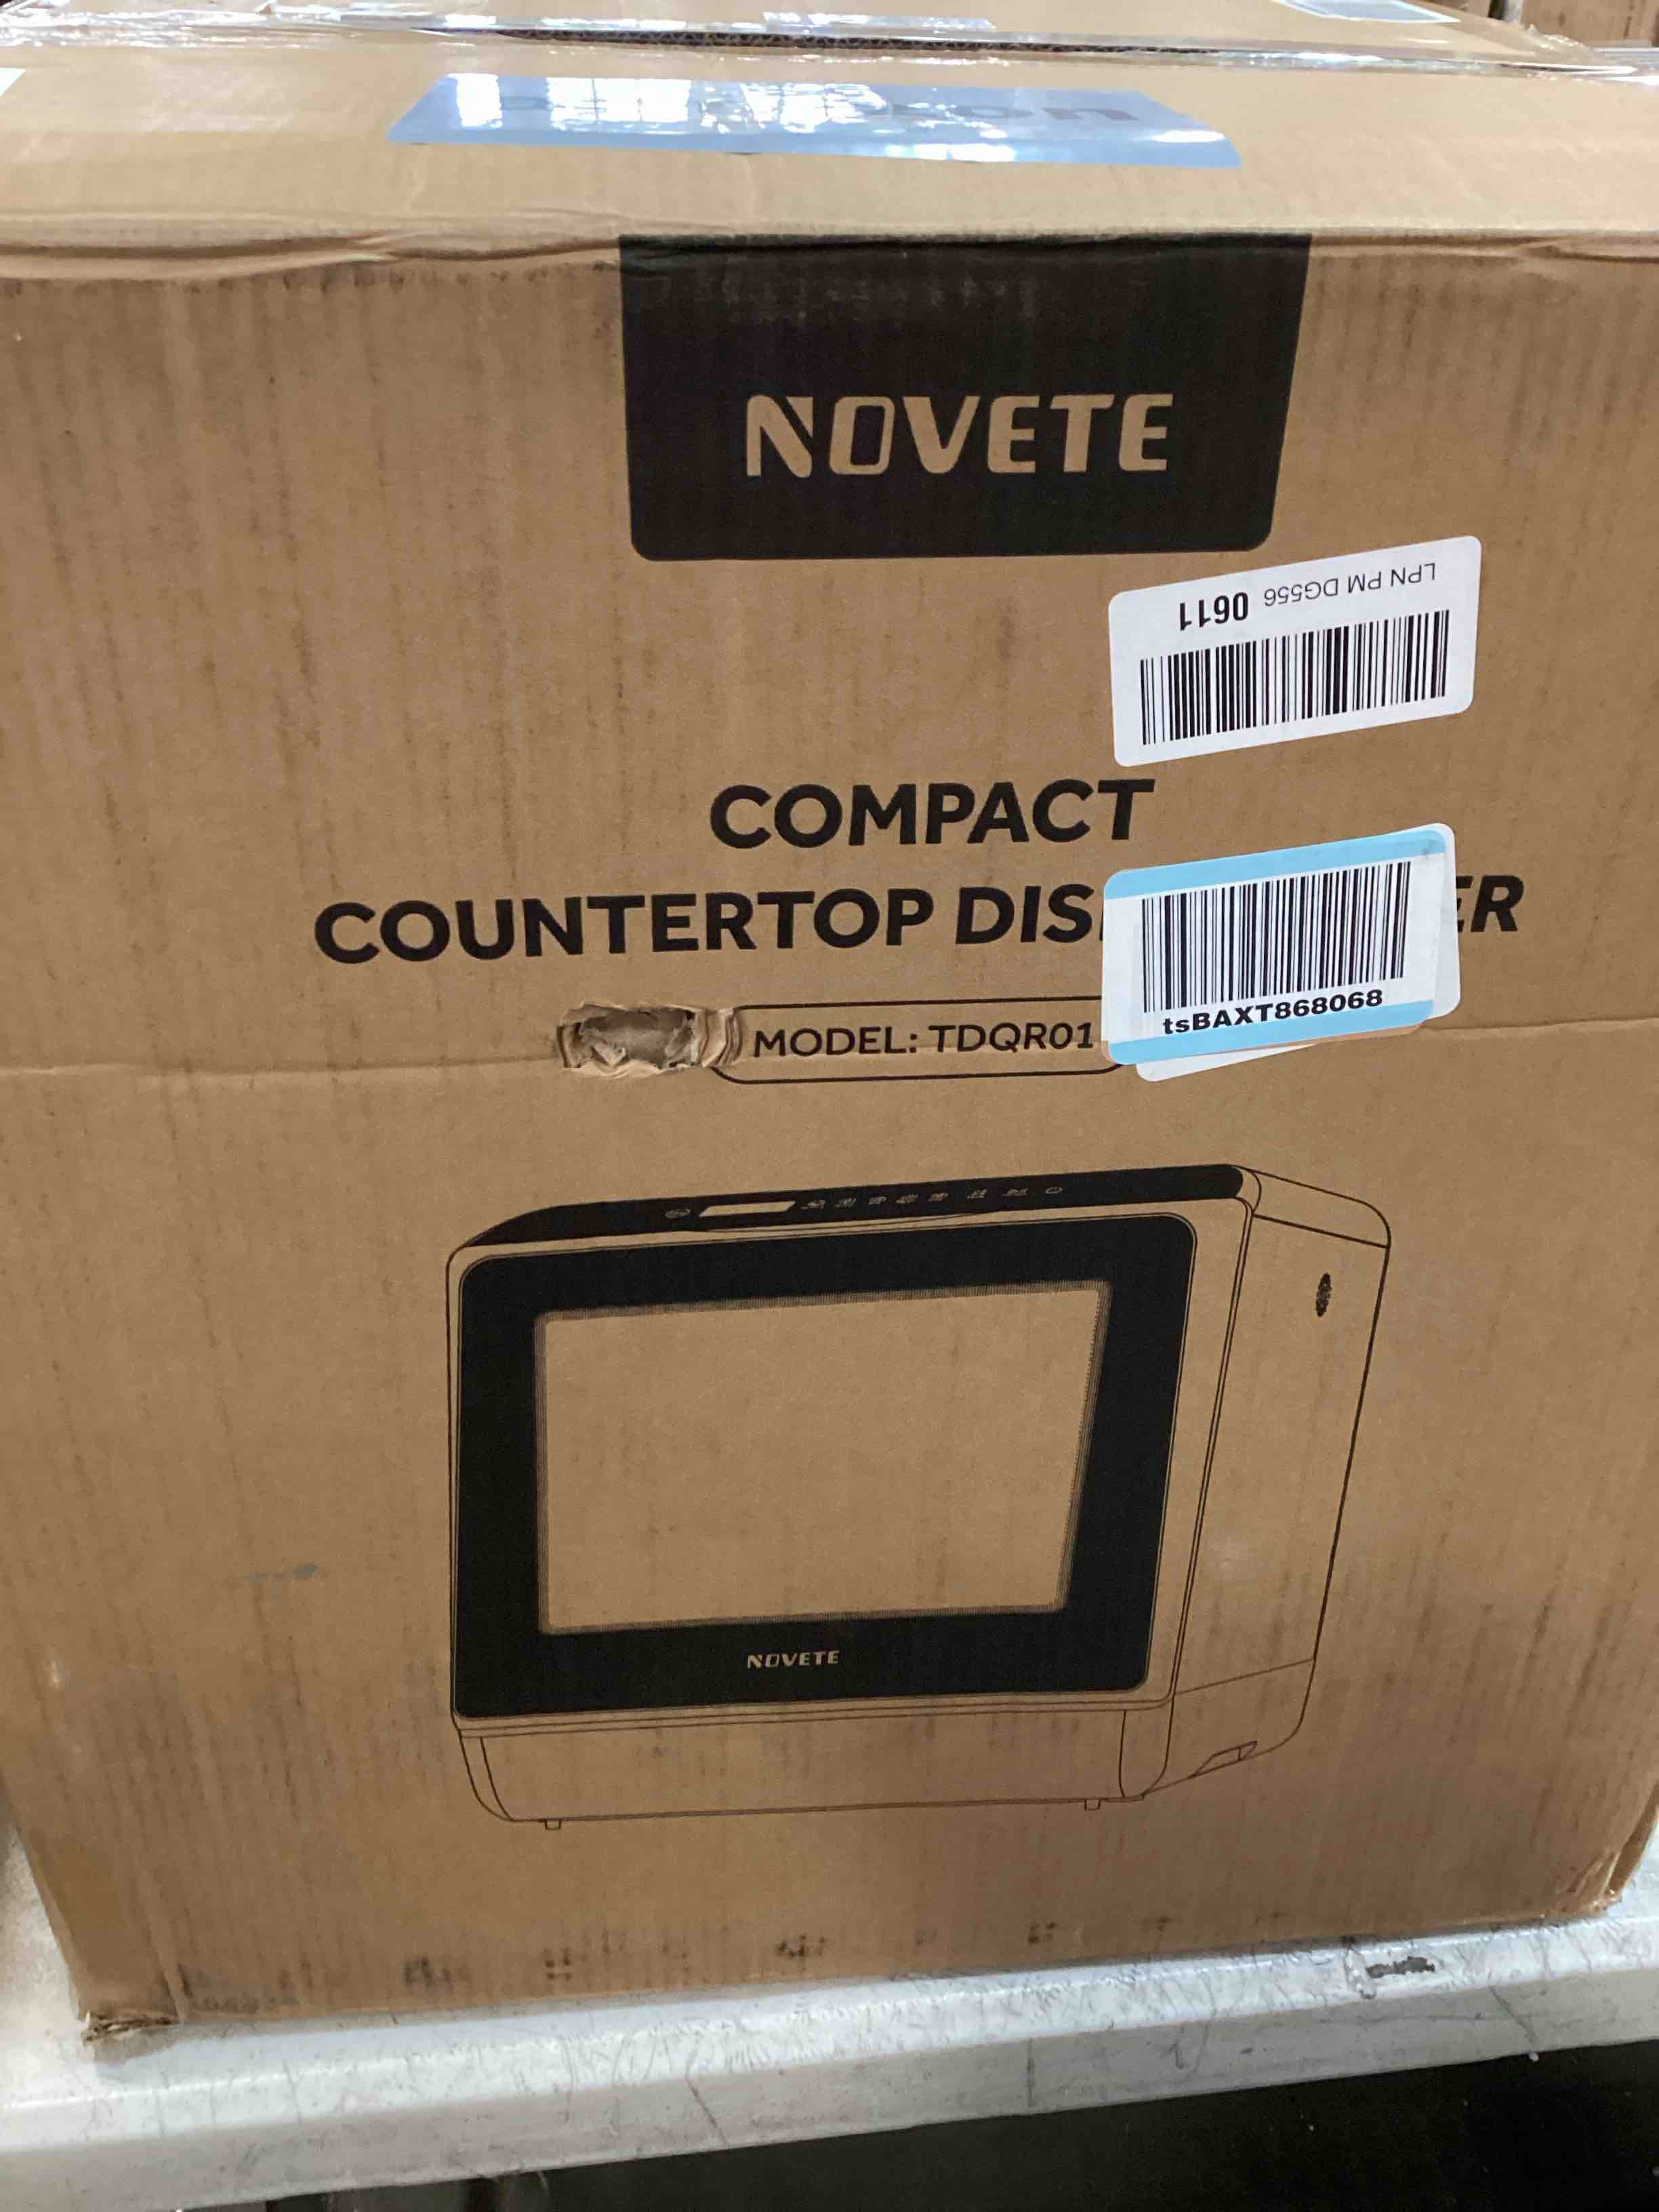 NOVETE
LPN PM DG556 0611
COMPACT
COUNTERTOP DIS ER
MODEL: TDQR01
tsBAXT868068
NOVETE